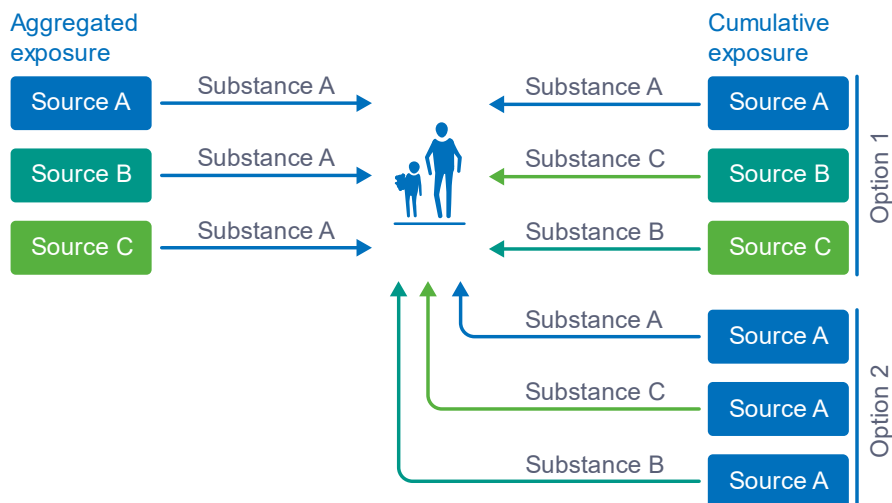 Aggregated
exposure
Source A
Substance A
Source B
Substance A
Source C
Substance A
Cumulative
exposure
Substance A
Source A
Substance C
Source B
Substance B
Source C
Option 1
Substance A
Source A
Substance C
Source A
Substance B
Source A
Option 2